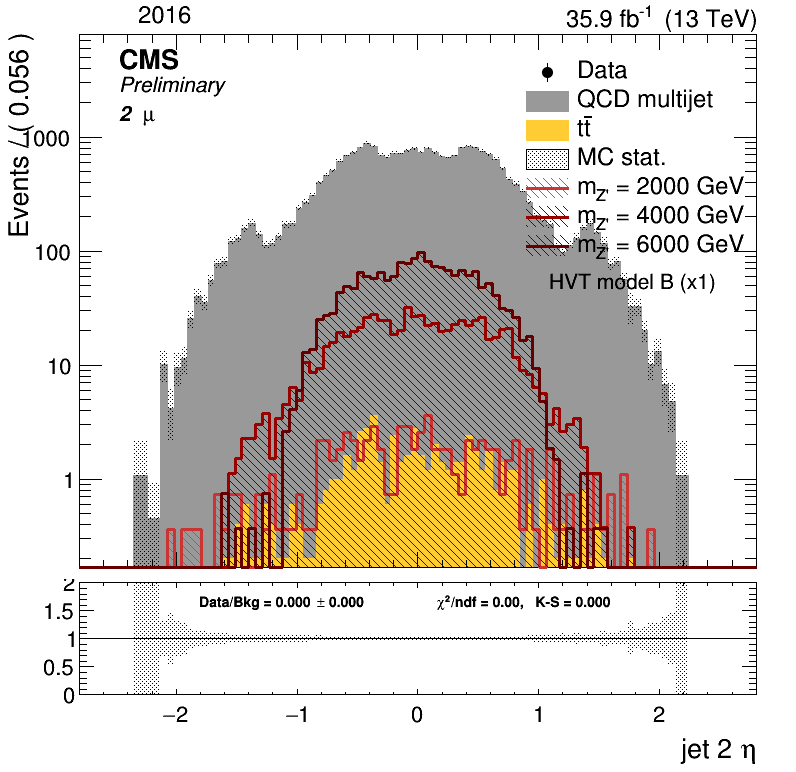 2016 35.9 fb-1 (13 TeV)
CMS
Preliminary
2 μ
Events / ( 0.056 )
1000
100
10
1
Data
QCD multijet
tt̄
MC stat.
mZ' = 2000 GeV
mZ' = 4000 GeV
mZ' = 6000 GeV
HVT model B (x1)
2
1.5
1
0.5
0
Data/Bkg = 0.000 ± 0.000 χ²/ndf = 0.00, K-S = 0.000
−2 −1 0 1 2
jet 2 η